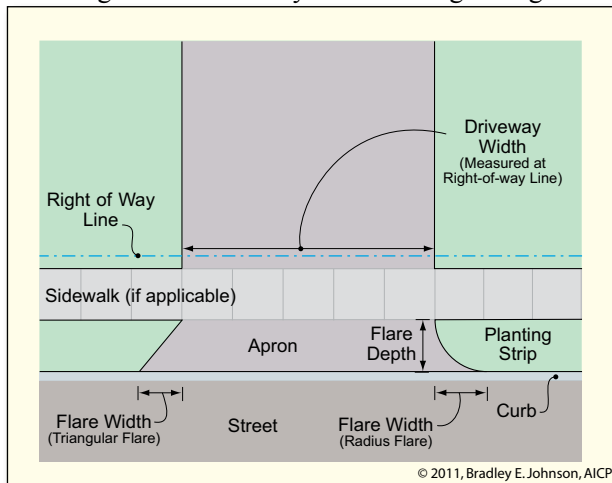 Driveway
Width
(Measured at
Right-of-way Line)
Right of Way
Line
Sidewalk (if applicable)
Apron
Flare
Depth
Planting
Strip
Flare Width
(Triangular Flare)
Street
Flare Width
(Radius Flare)
Curb
© 2011, Bradley E. Johnson, AICP